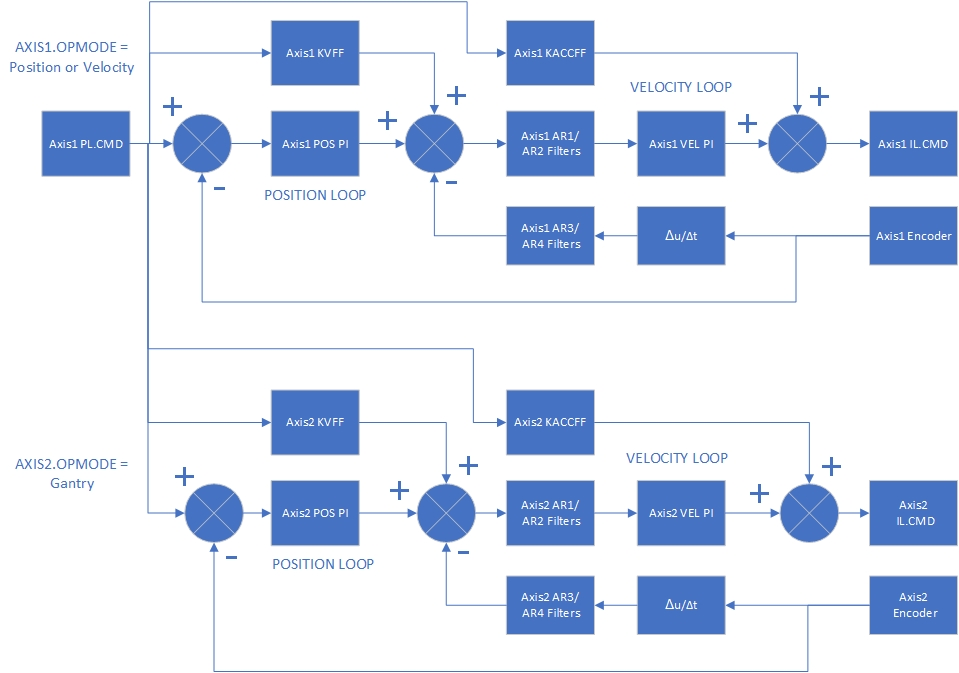 AXIS1.OPMODE =
Position or Velocity
Axis1 KVFF
Axis1 KACCFF
VELOCITY LOOP
+
+
+
+
+
Axis1 PL.CMD
Axis1 POS PI
Axis1 AR1/
AR2 Filters
Axis1 VEL PI
Axis1 IL.CMD
-
-
POSITION LOOP
Axis1 AR3/
AR4 Filters
Δu/Δt
Axis1 Encoder
Axis2 KVFF
Axis2 KACCFF
AXIS2.OPMODE =
Gantry
VELOCITY LOOP
+
+
+
+
+
Axis2 POS PI
Axis2 AR1/
AR2 Filters
Axis2 VEL PI
Axis2
IL.CMD
-
-
POSITION LOOP
Axis2 AR3/
AR4 Filters
Δu/Δt
Axis2
Encoder